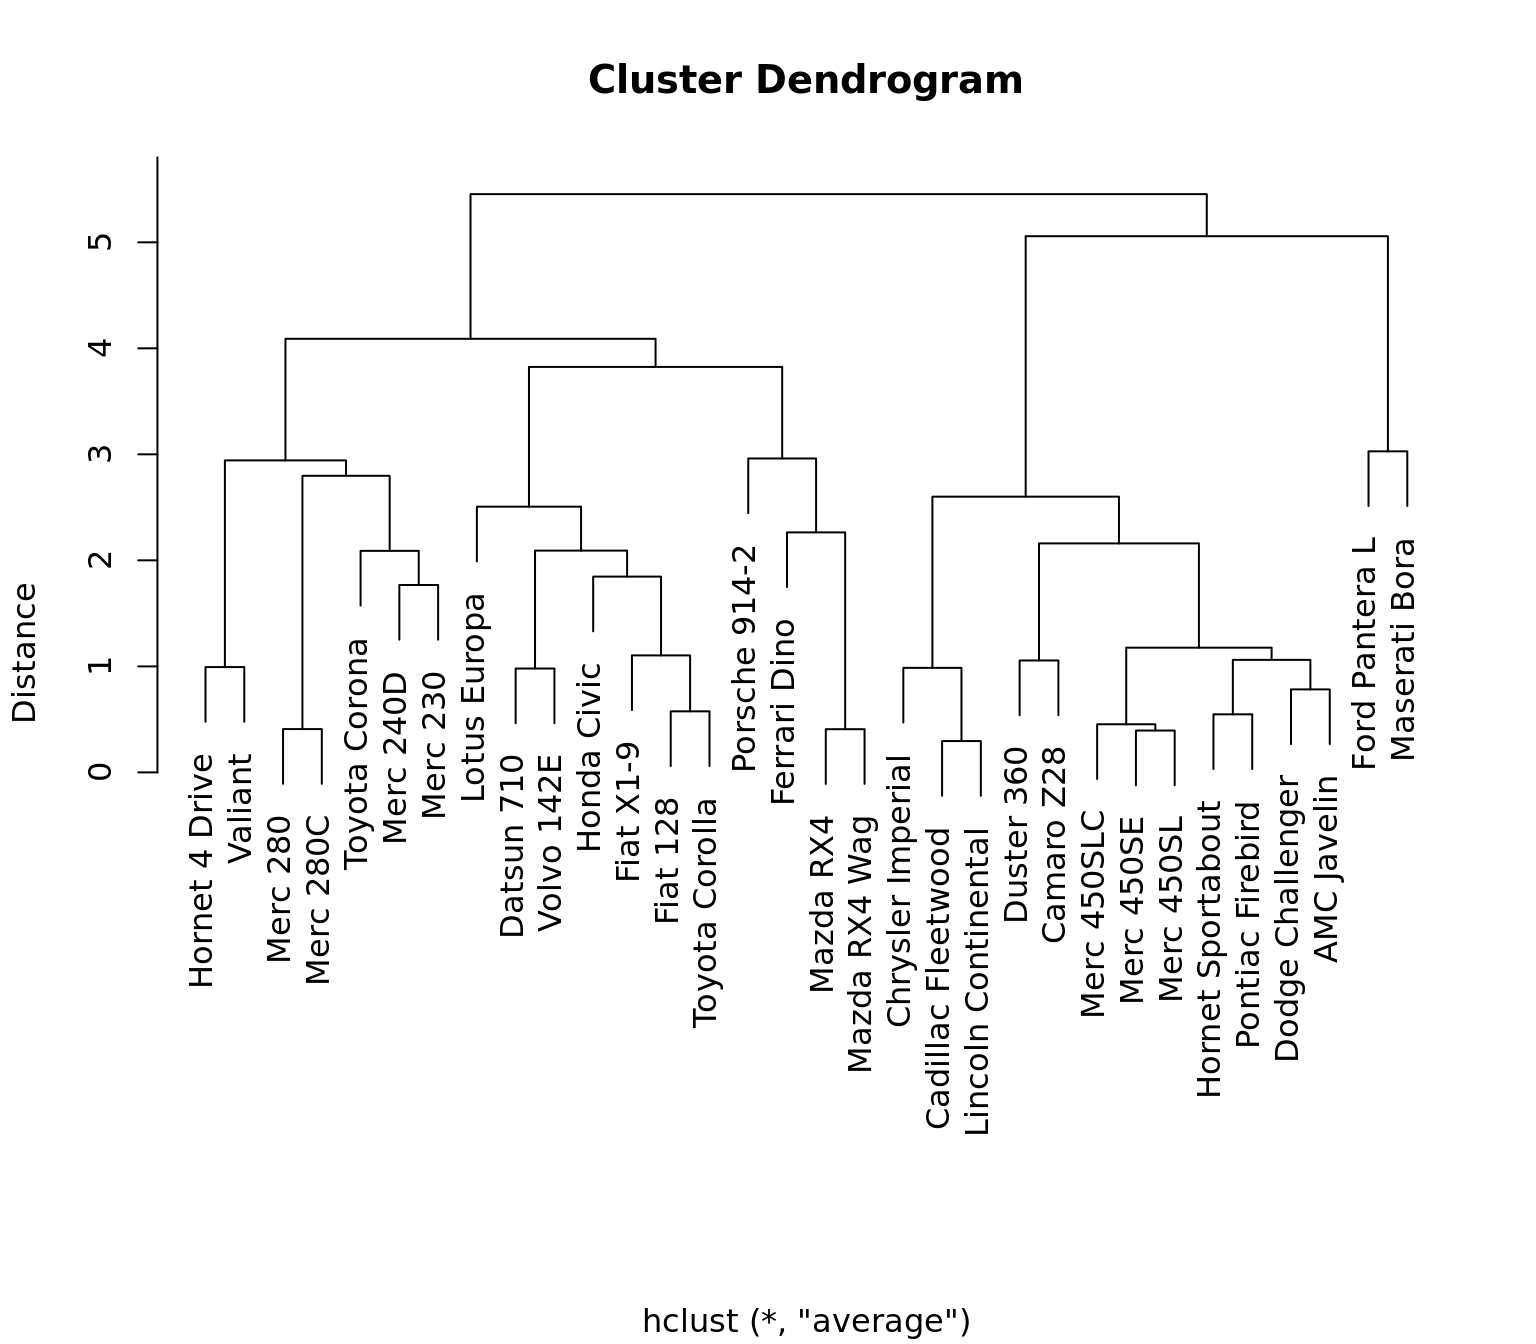 Cluster Dendrogram
Distance
5
4
3
2
1
0
Hornet 4 Drive
Valiant
Merc 280
Merc 280C
Toyota Corona
Merc 240D
Merc 230
Lotus Europa
Datsun 710
Volvo 142E
Honda Civic
Fiat X1-9
Fiat 128
Toyota Corolla
Porsche 914-2
Ferrari Dino
Mazda RX4
Mazda RX4 Wag
Chrysler Imperial
Cadillac Fleetwood
Lincoln Continental
Duster 360
Camaro Z28
Merc 450SLC
Merc 450SE
Merc 450SL
Hornet Sportabout
Pontiac Firebird
Dodge Challenger
AMC Javelin
Ford Pantera L
Maserati Bora
hclust (*, "average")